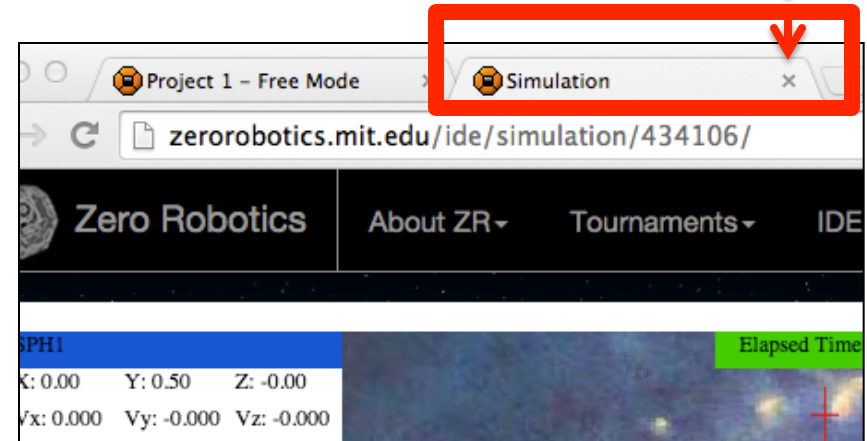 Project 1 – Free Mode × Simulation ×
zerorobotics.mit.edu/ide/simulation/434106/
Zero Robotics About ZR Tournaments IDE
SPH1 Elapsed Time
X: 0.00 Y: 0.50 Z: -0.00
Vx: 0.000 Vy: -0.000 Vz: -0.000